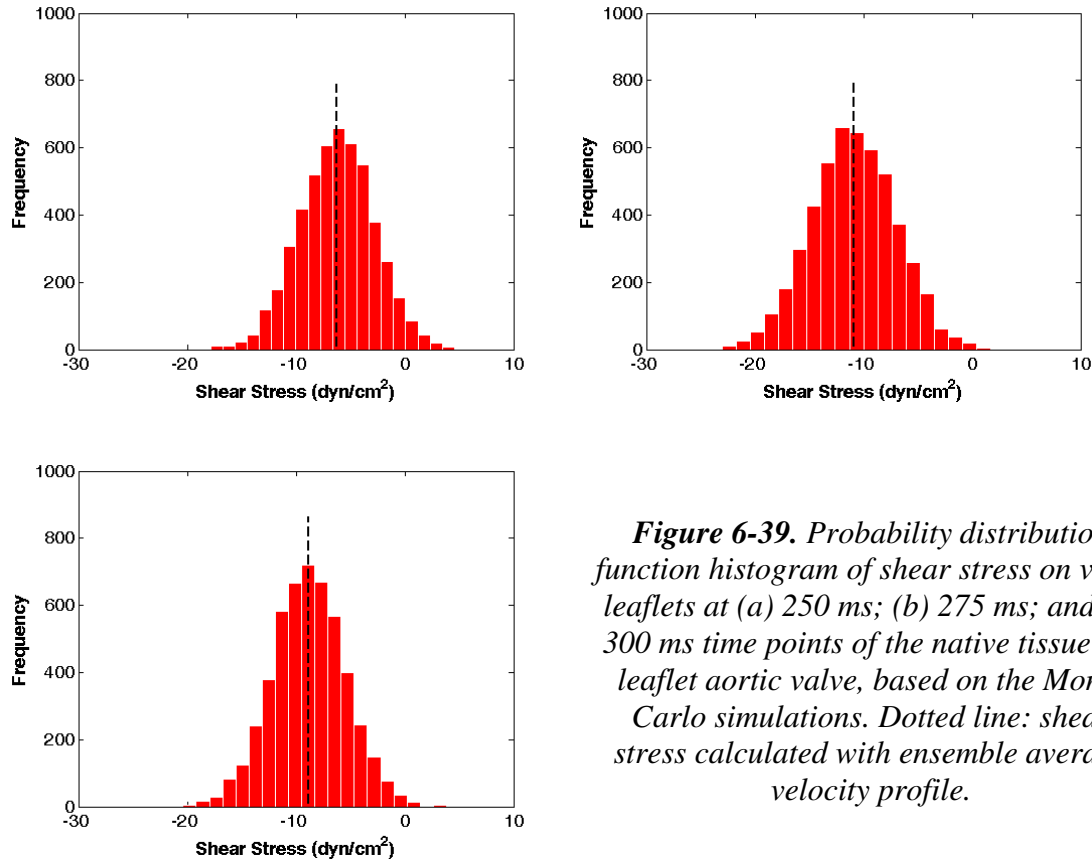 1000
800
600
400
200
0
-30 -20 -10 0 10
Frequency
Shear Stress (dyn/cm²)
1000
800
600
400
200
0
-30 -20 -10 0 10
Frequency
Shear Stress (dyn/cm²)
1000
800
600
400
200
0
-30 -20 -10 0 10
Frequency
Shear Stress (dyn/cm²)
Figure 6-39. Probability distributio
function histogram of shear stress on v
leaflets at (a) 250 ms; (b) 275 ms; and
300 ms time points of the native tissue
leaflet aortic valve, based on the Mon
Carlo simulations. Dotted line: shea
stress calculated with ensemble avera
velocity profile.